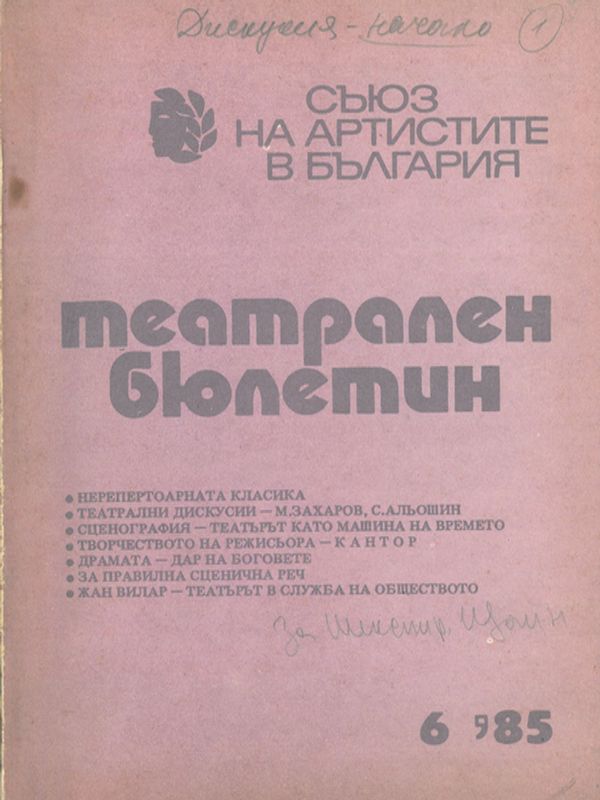 Дискусия - начало 1
СЪЮЗ
НА АРТИСТИТЕ
В БЪЛГАРИЯ
театрален
бюлетин
● НЕРЕПЕРТОАРНАТА КЛАСИКА
● ТЕАТРАЛНИ ДИСКУСИИ — М. ЗАХАРОВ, С. АЛЬОШИН
● СЦЕНОГРАФИЯ — ТЕАТЪРЪТ КАТО МАШИНА НА ВРЕМЕТО
● ТВОРЧЕСТВОТО НА РЕЖИСЬОРА — КАНТОР
● ДРАМАТА — ДАР НА БОГОВЕТЕ
● ЗА ПРАВИЛНА СЦЕНИЧНА РЕЧ
● ЖАН ВИЛАР — ТЕАТЪРЪТ В СЛУЖБА НА ОБЩЕСТВОТО
За Шекспир,
6 '85